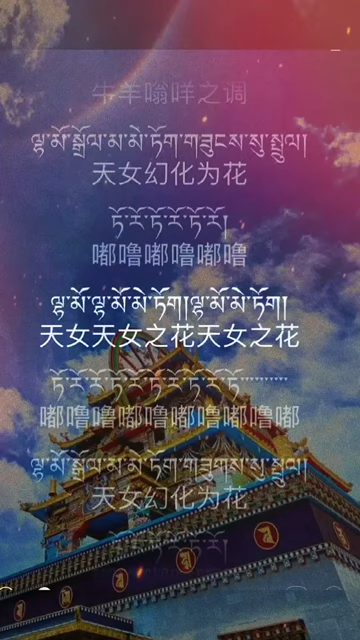 牛羊嗡咩之调
ལྷ་མོ་སྒྲོལ་མ་མེ་ཏོག་གཟུངས་སུ་སྤྲུལ།
天女幻化为花
ཏོ་རོ་ཏོ་རོ་ཏོ་རོ།
嘟噜嘟噜嘟噜
ལྷ་མོ་ལྷ་མོ་མེ་ཏོག།ལྷ་མོ་མེ་ཏོག།
天女天女之花天女之花
嘟噜噜嘟噜嘟噜嘟噜嘟
ལྷ་མོ་སྒྲོལ་མ་མེ་ཏོག་གཟུགས་སུ་སྤྲུལ།
天女幻化为花